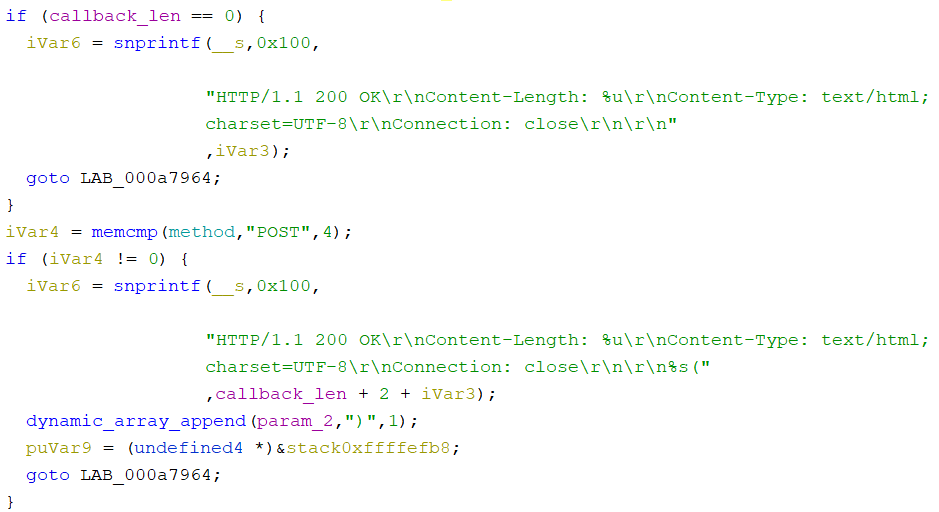 if (callback_len == 0) {
iVar6 = snprintf(__s,0x100,
"HTTP/1.1 200 OK\r\nContent-Length: %u\r\nContent-Type: text/html;
charset=UTF-8\r\nConnection: close\r\n\r\n"
,iVar3);
goto LAB_000a7964;
}
iVar4 = memcmp(method,"POST",4);
if (iVar4 != 0) {
iVar6 = snprintf(__s,0x100,
"HTTP/1.1 200 OK\r\nContent-Length: %u\r\nContent-Type: text/html;
charset=UTF-8\r\nConnection: close\r\n\r\n%s("
,callback_len + 2 + iVar3);
dynamic_array_append(param_2,")",1);
puVar9 = (undefined4 *)&stack0xffffefb8;
goto LAB_000a7964;
}